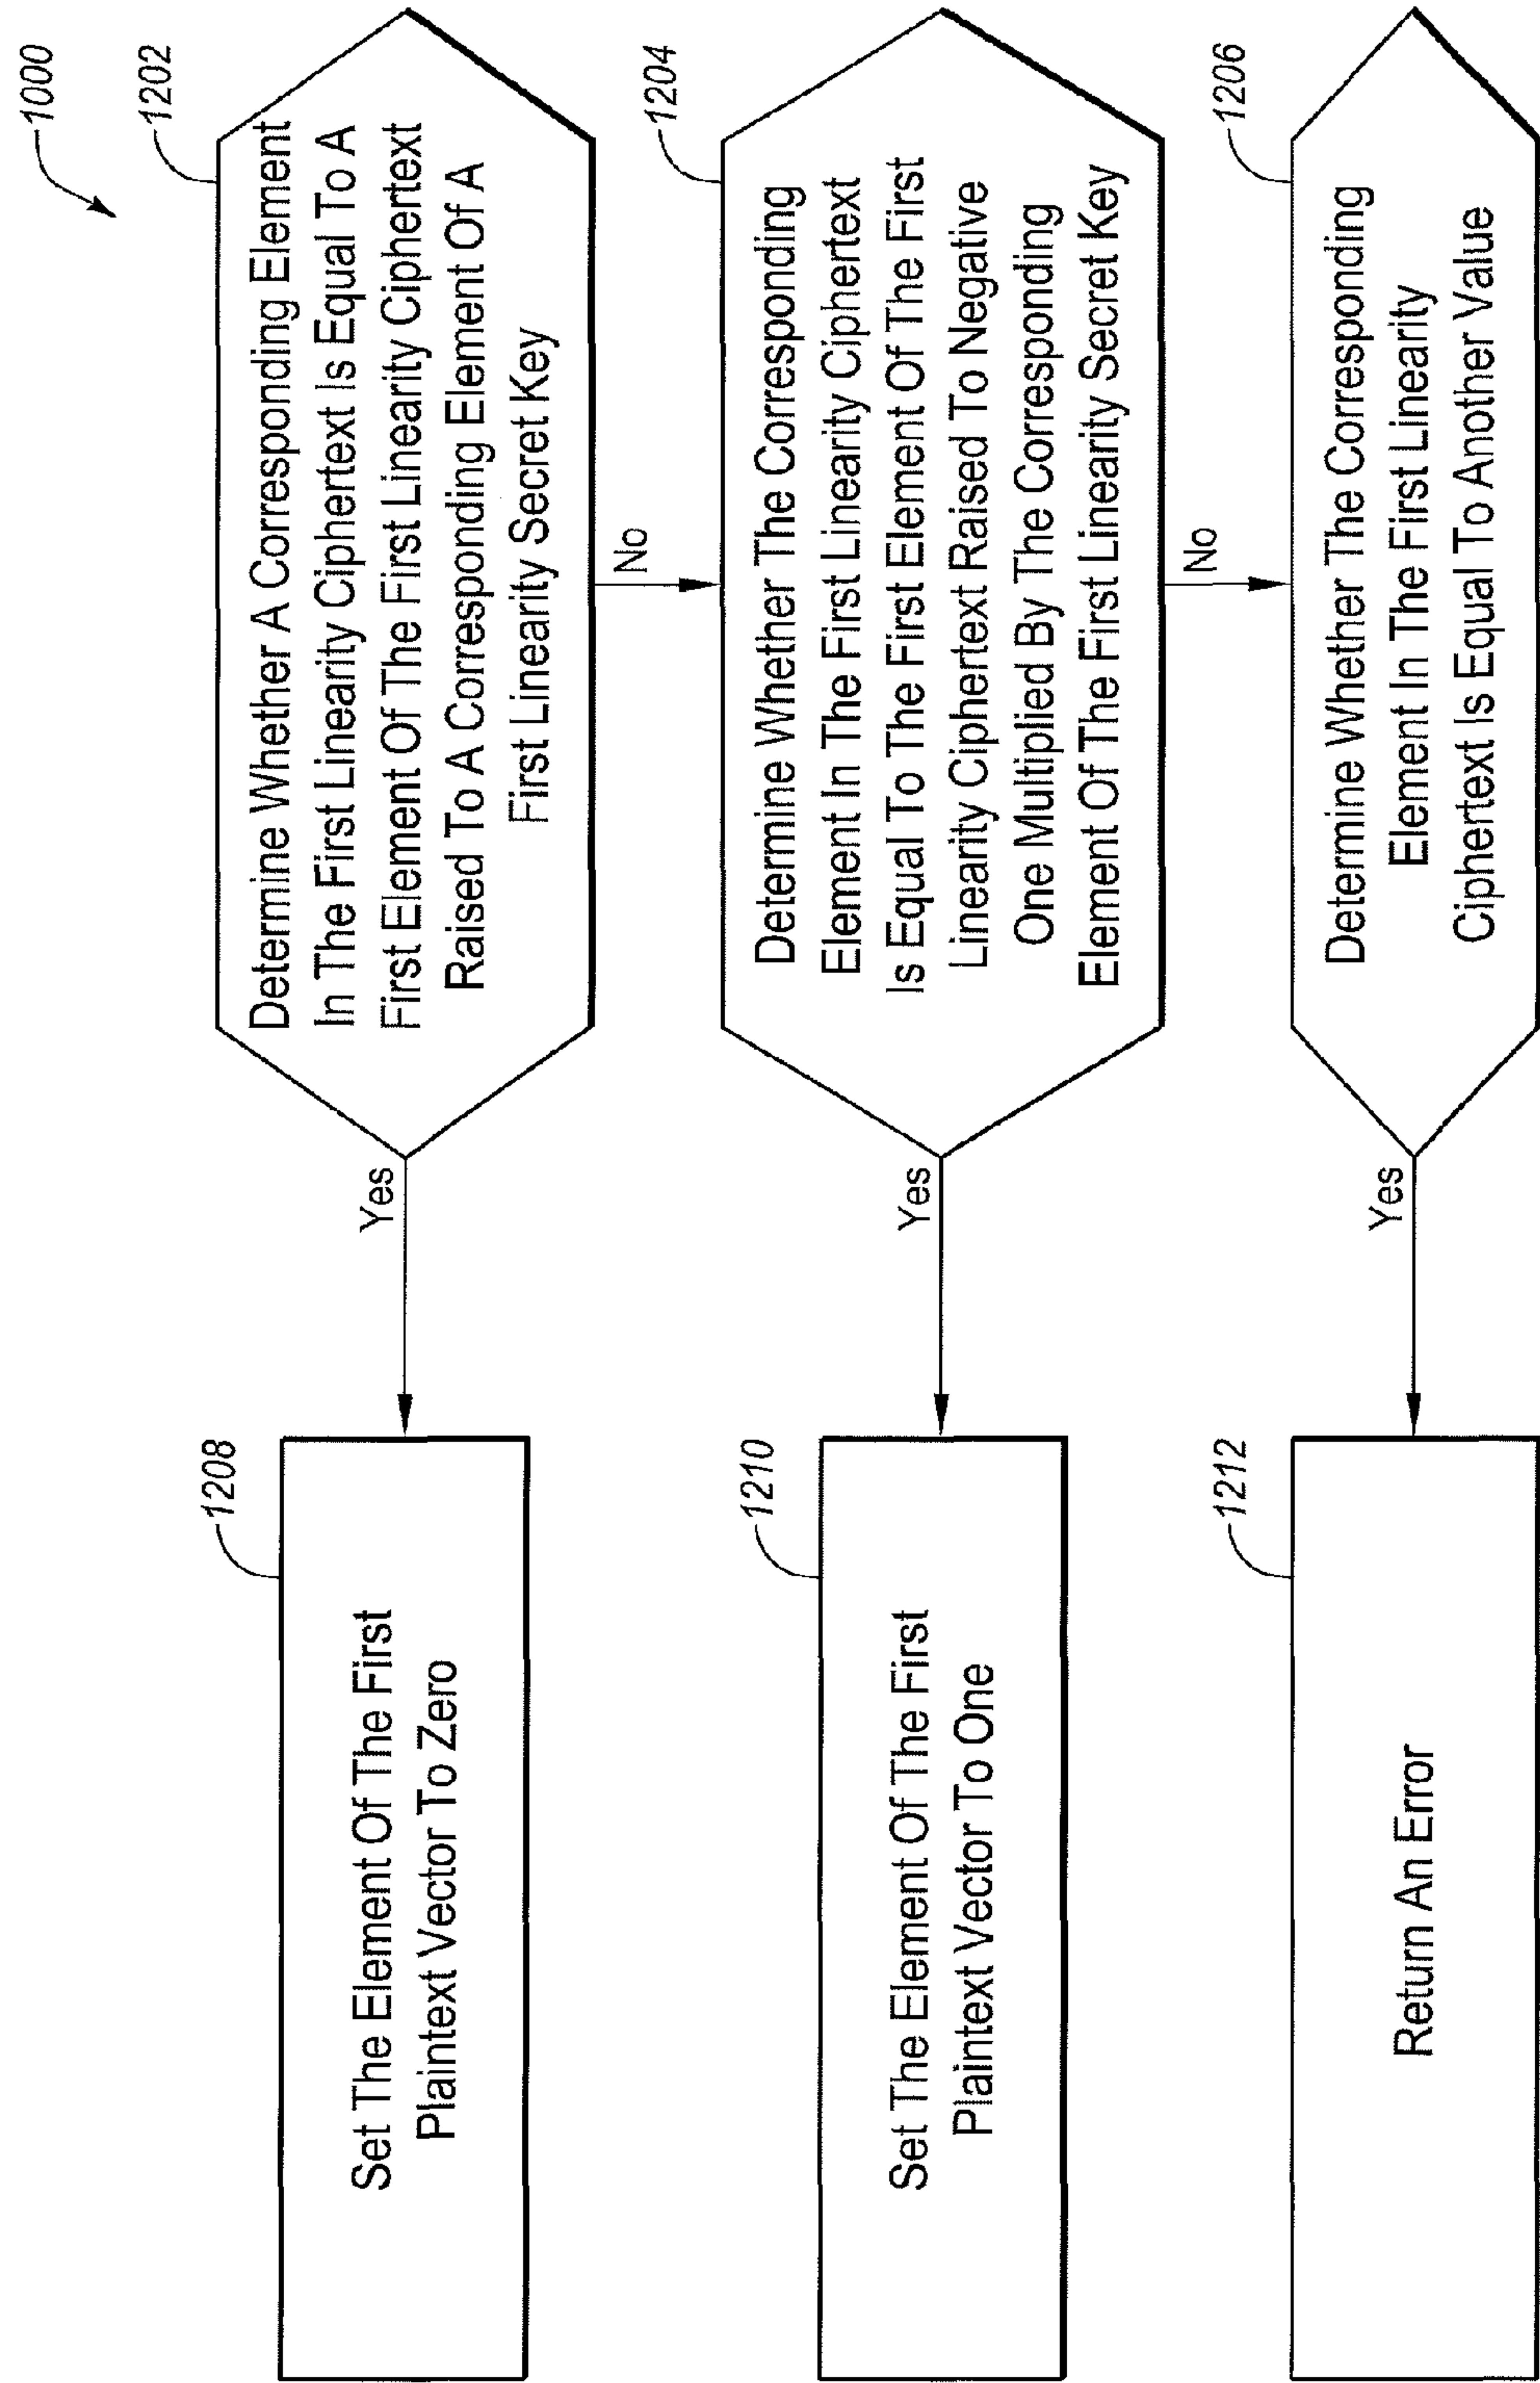 1000
1202
Determine Whether A Corresponding Element
In The First Linearity Ciphertext Is Equal To A
First Element Of The First Linearity Ciphertext
Raised To A Corresponding Element Of A
First Linearity Secret Key
Yes
No
1208
Set The Element Of The First
Plaintext Vector To Zero
1204
Determine Whether The Corresponding
Element In The First Linearity Ciphertext
Is Equal To The First Element Of The First
Linearity Ciphertext Raised To Negative
One Multiplied By The Corresponding
Element Of The First Linearity Secret Key
Yes
No
1210
Set The Element Of The First
Plaintext Vector To One
1206
Determine Whether The Corresponding
Element In The First Linearity
Ciphertext Is Equal To Another Value
Yes
1212
Return An Error